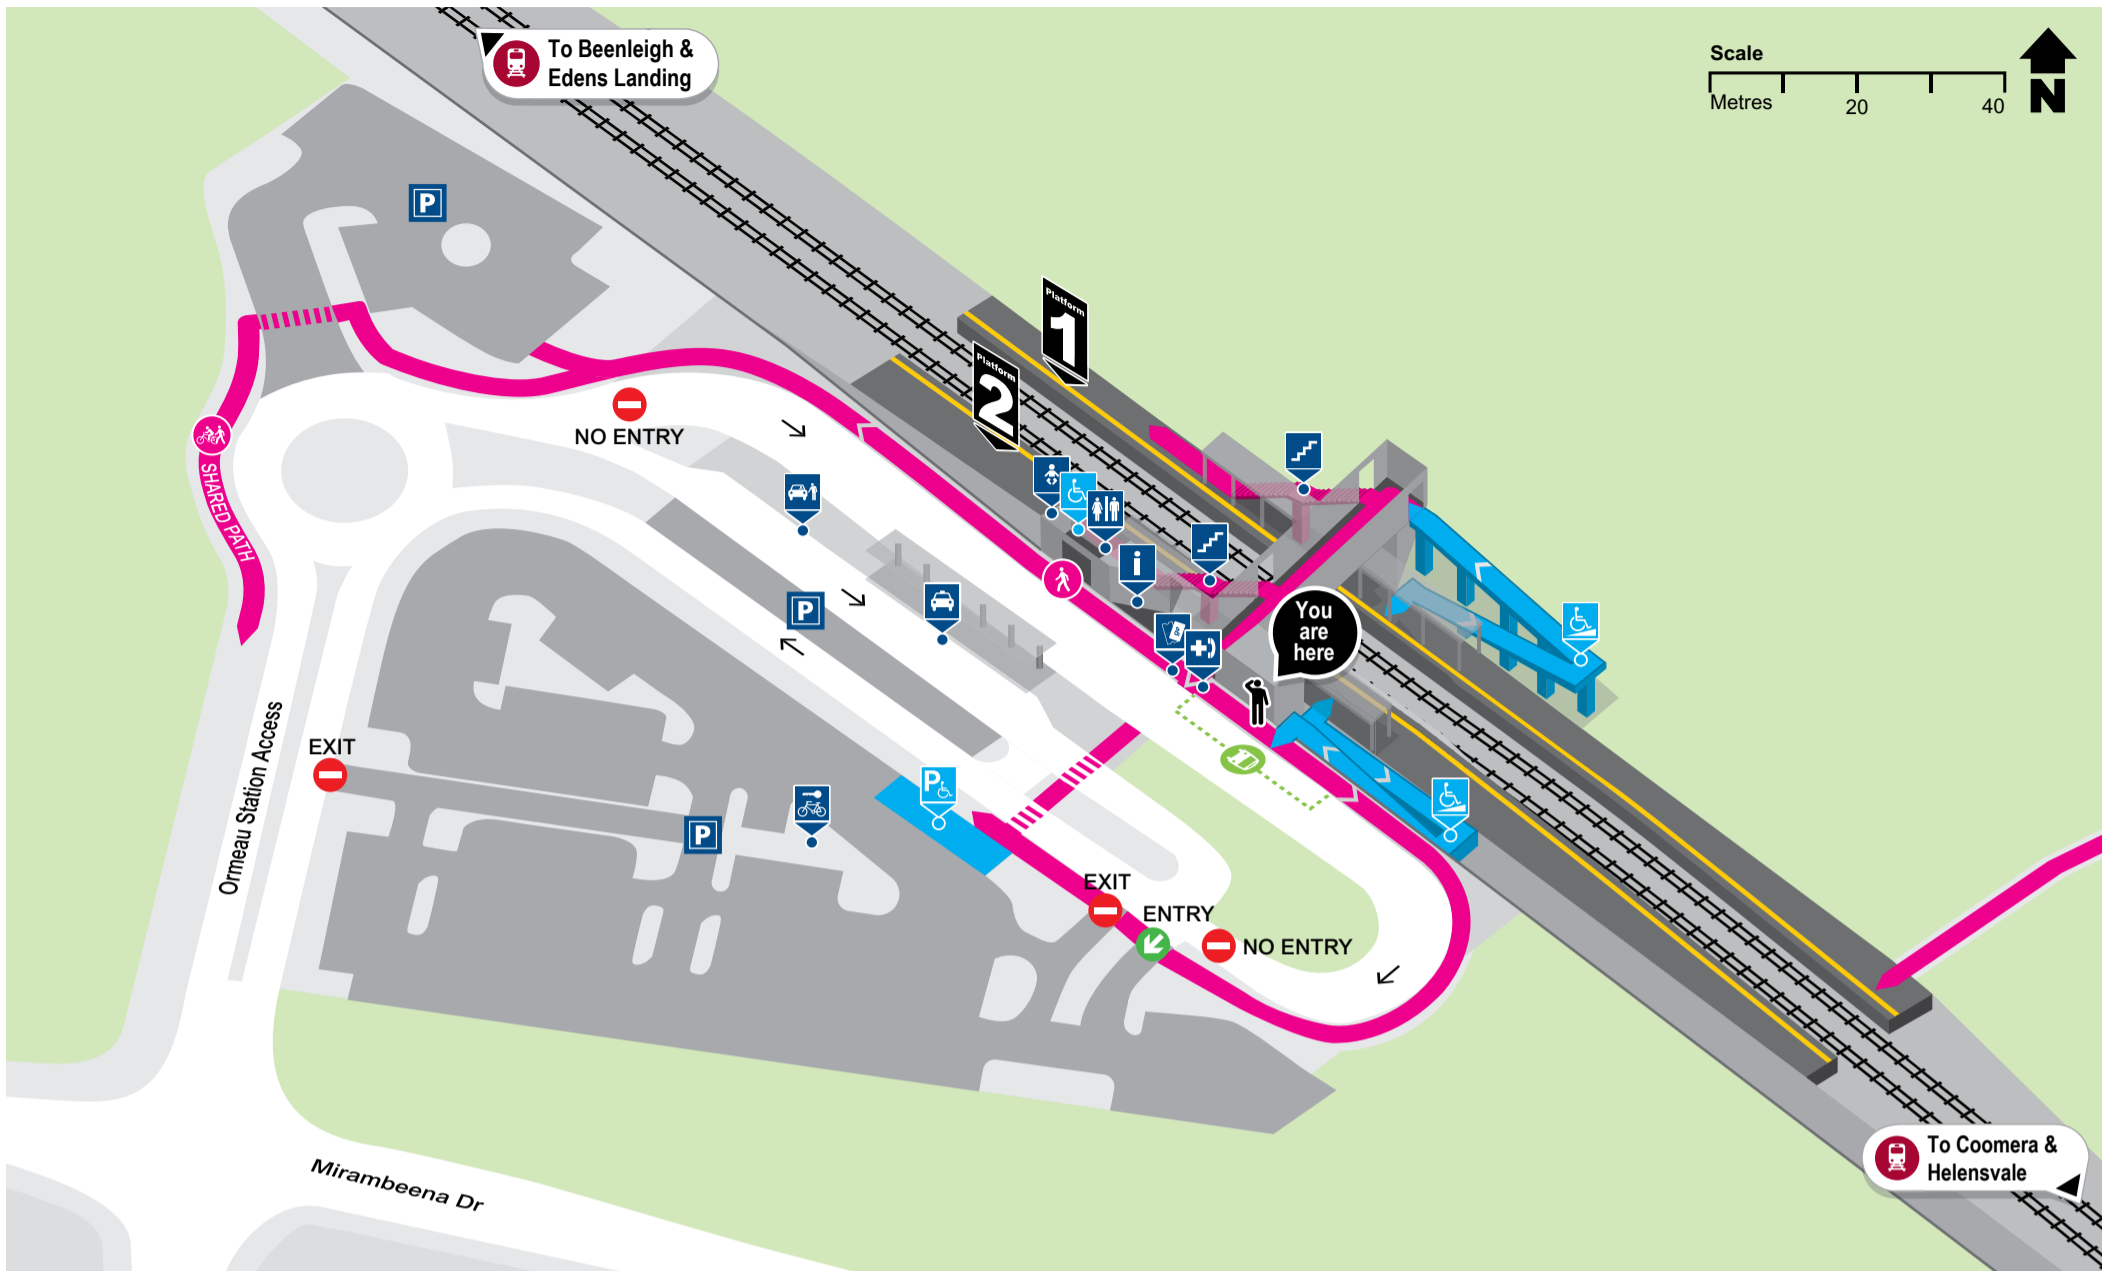 To Beenleigh &
Edens Landing
Scale
Metres 20 40
N
P
Platform
1
Platform
2
NO ENTRY
SHARED PATH
i
You
are
here
P
Ormeau Station Access
EXIT
P
P
EXIT
ENTRY
NO ENTRY
To Coomera &
Helensvale
Mirambeena Dr